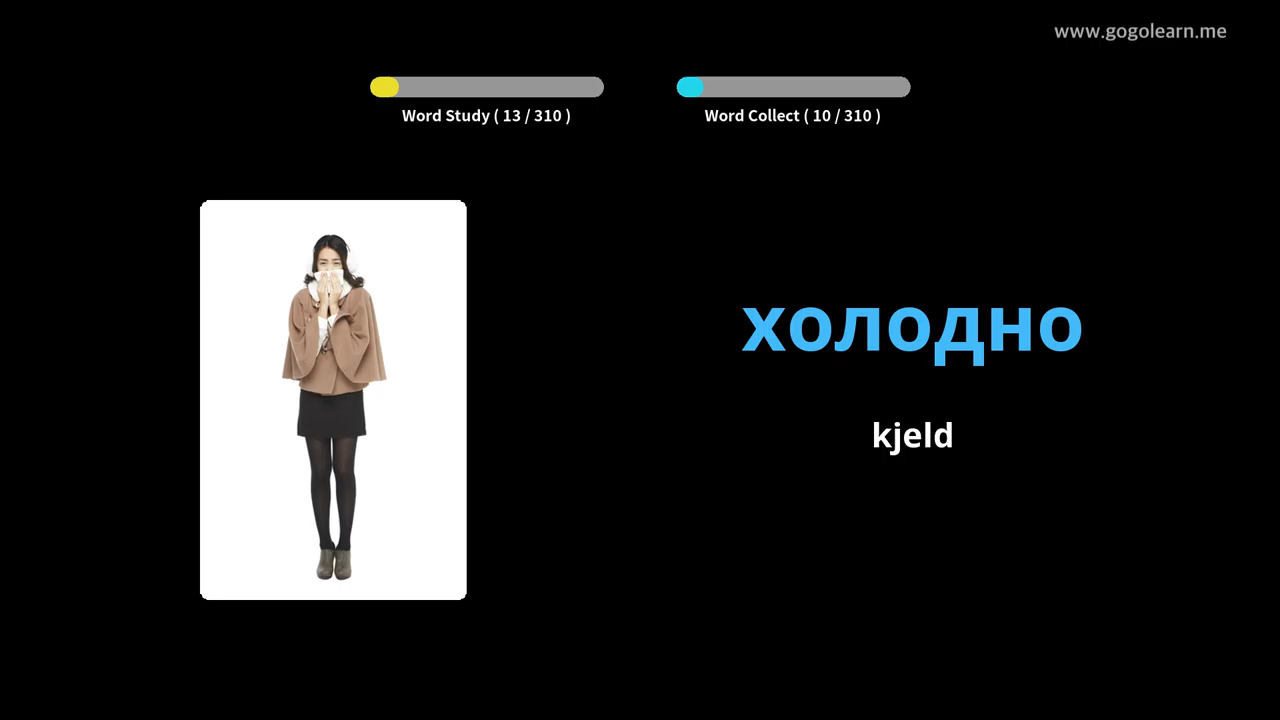 www.gogolearn.me
Word Study ( 13 / 310 )
Word Collect ( 10 / 310 )
холодно
kjeld